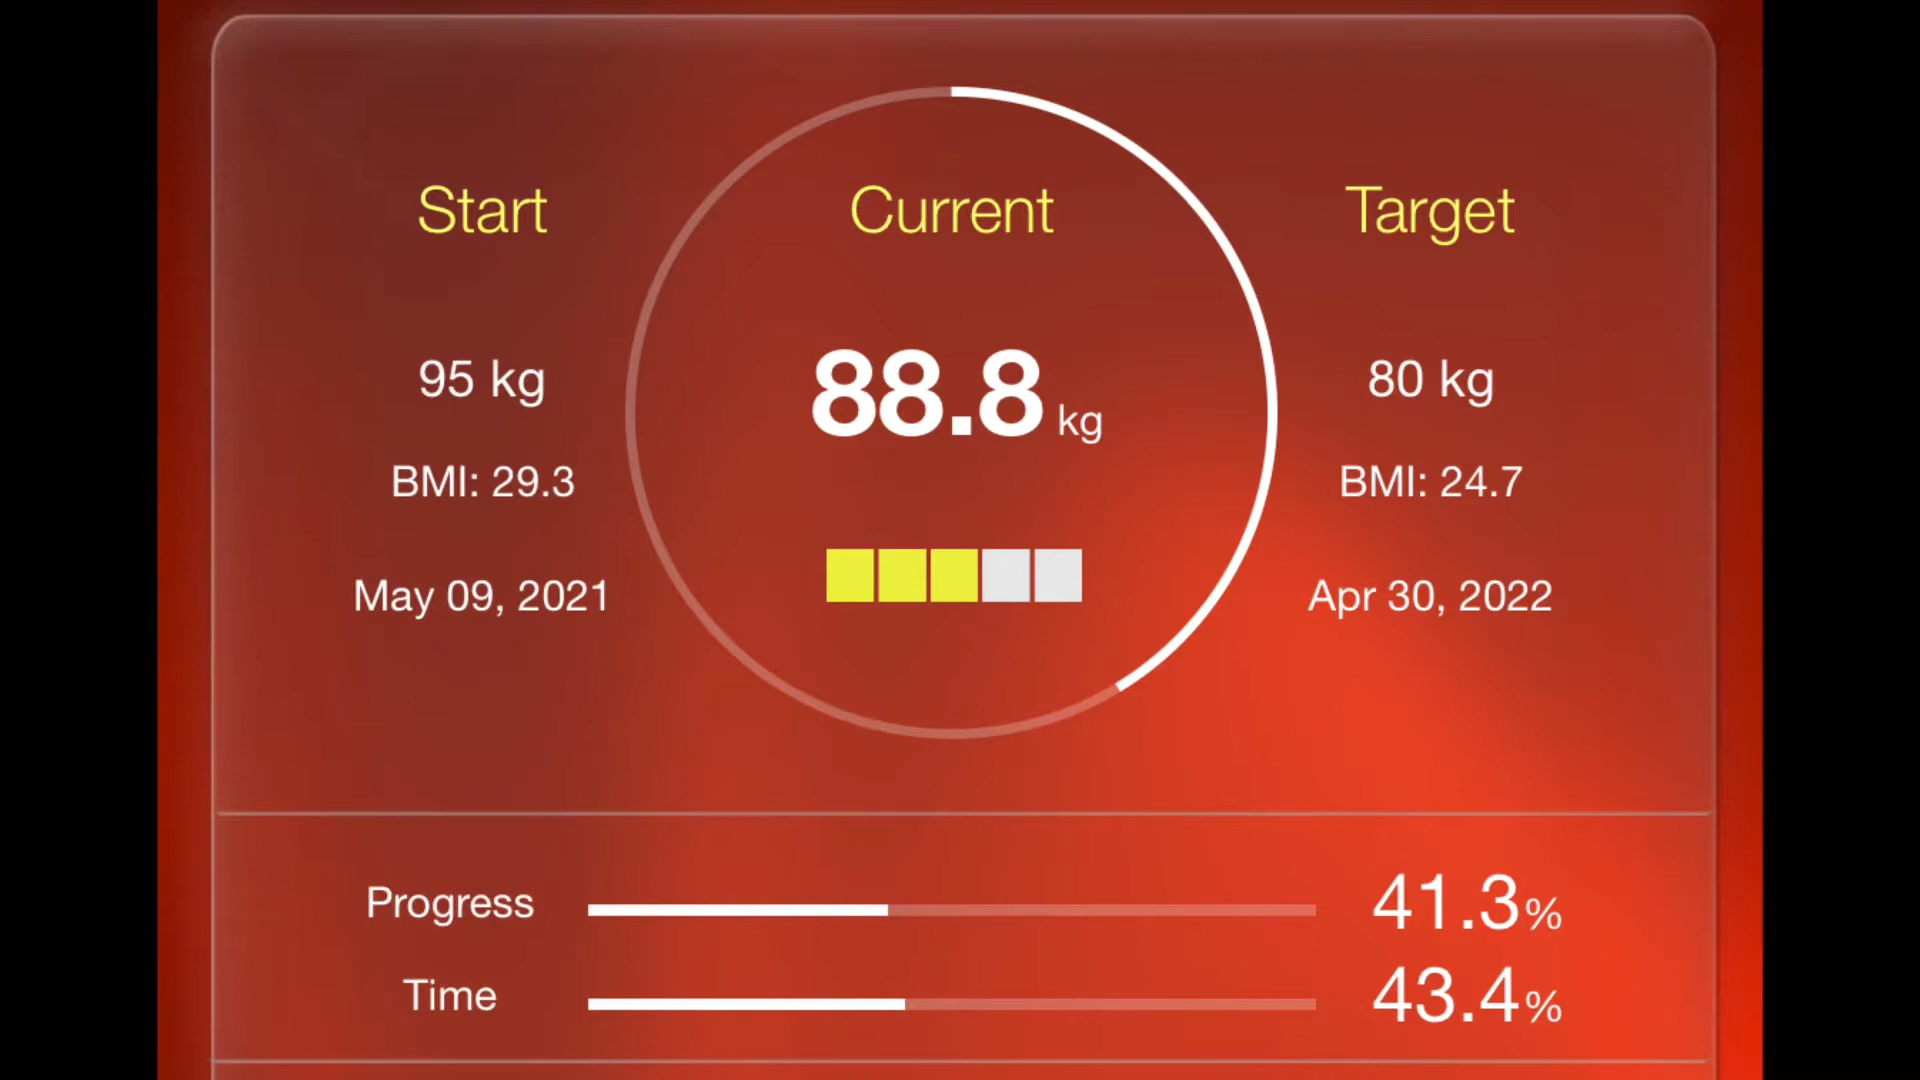 Start
95 kg
BMI: 29.3
May 09, 2021
Current
88.8 kg
Target
80 kg
BMI: 24.7
Apr 30, 2022
Progress 41.3%
Time 43.4%